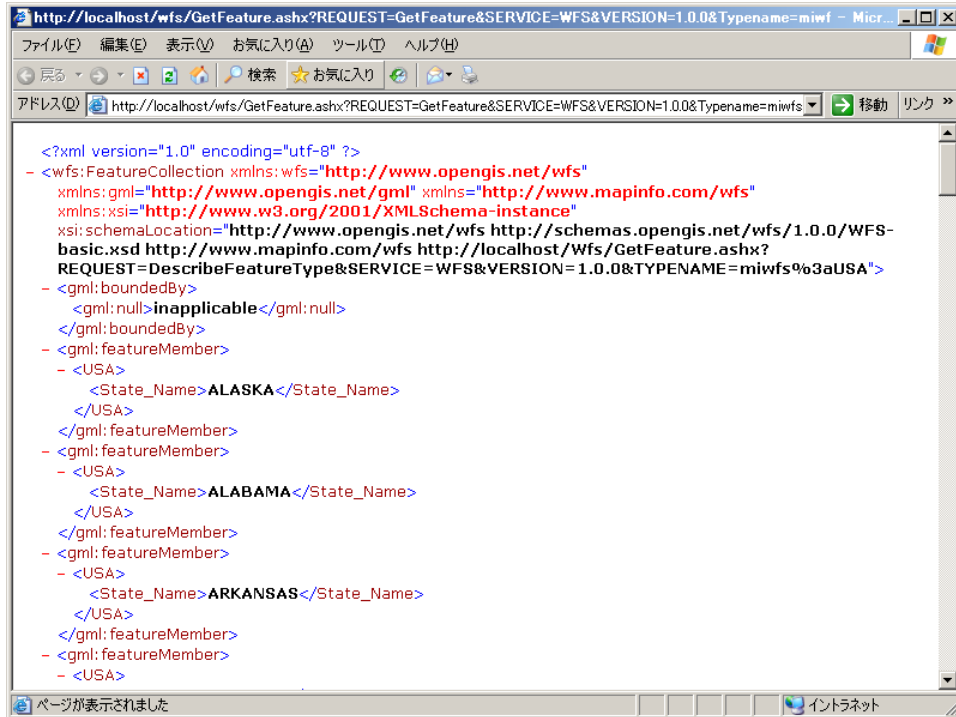 http://localhost/wfs/GetFeature.ashx?REQUEST=GetFeature&SERVICE=WFS&VERSION=1.0.0&Typename=miwf - Micr...
ファイル(F) 編集(E) 表示(V) お気に入り(A) ツール(T) ヘルプ(H)
戻る 検索 お気に入り
アドレス(D) http://localhost/wfs/GetFeature.ashx?REQUEST=GetFeature&SERVICE=WFS&VERSION=1.0.0&Typename=miwfs 移動 リンク »
<?xml version="1.0" encoding="utf-8" ?>
- <wfs:FeatureCollection xmlns:wfs="http://www.opengis.net/wfs"
xmlns:gml="http://www.opengis.net/gml" xmlns="http://www.mapinfo.com/wfs"
xmlns:xsi="http://www.w3.org/2001/XMLSchema-instance"
xsi:schemaLocation="http://www.opengis.net/wfs http://schemas.opengis.net/wfs/1.0.0/WFS-
basic.xsd http://www.mapinfo.com/wfs http://localhost/Wfs/GetFeature.ashx?
REQUEST=DescribeFeatureType&SERVICE=WFS&VERSION=1.0.0&TYPENAME=miwfs%3aUSA">
- <gml:boundedBy>
<gml:null>inapplicable</gml:null>
</gml:boundedBy>
- <gml:featureMember>
- <USA>
<State_Name>ALASKA</State_Name>
</USA>
</gml:featureMember>
- <gml:featureMember>
- <USA>
<State_Name>ALABAMA</State_Name>
</USA>
</gml:featureMember>
- <gml:featureMember>
- <USA>
<State_Name>ARKANSAS</State_Name>
</USA>
</gml:featureMember>
- <gml:featureMember>
- <USA>
ページが表示されました イントラネット